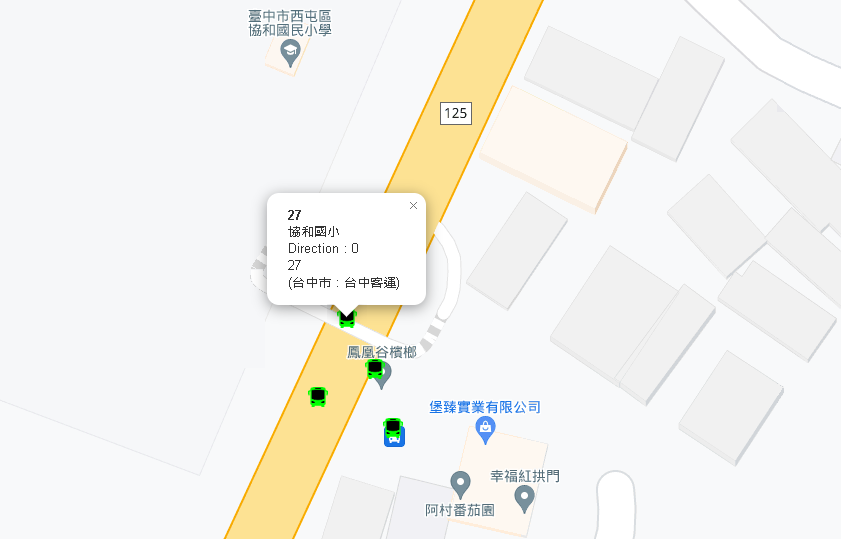 臺中市西屯區
協和國民小學
125
27
協和國小
Direction : 0
27
(台中市 : 台中客運)
鳳凰谷檳榔
堡臻實業有限公司
幸福紅拱門
阿村番茄園